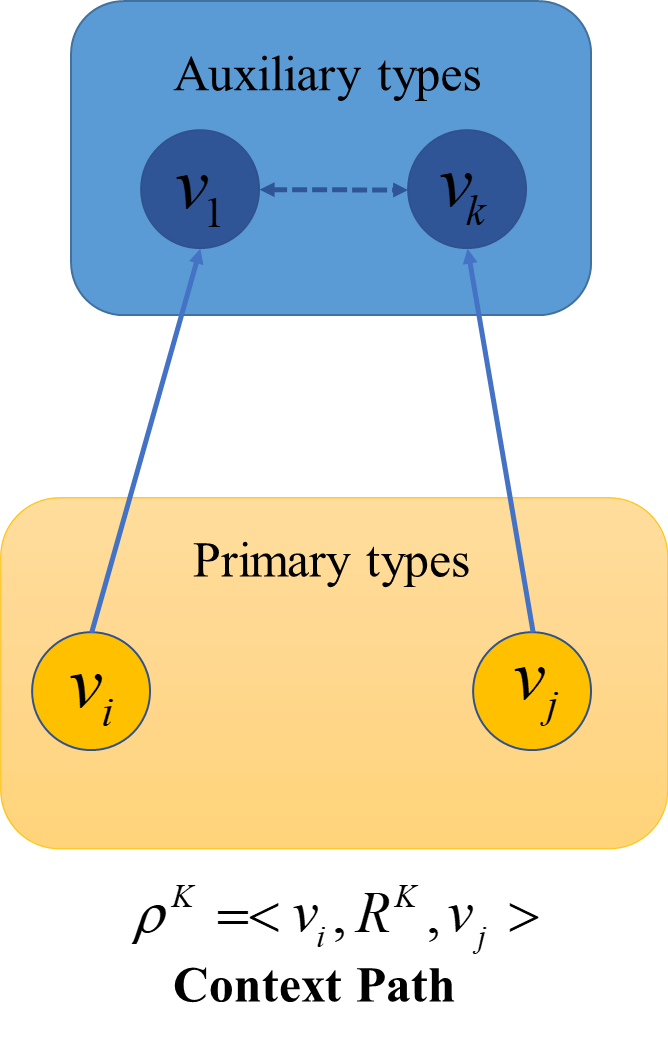 Auxiliary types
v₁ vₖ
Primary types
vᵢ vⱼ
ρᴷ =< vᵢ, Rᴷ, vⱼ >
Context Path